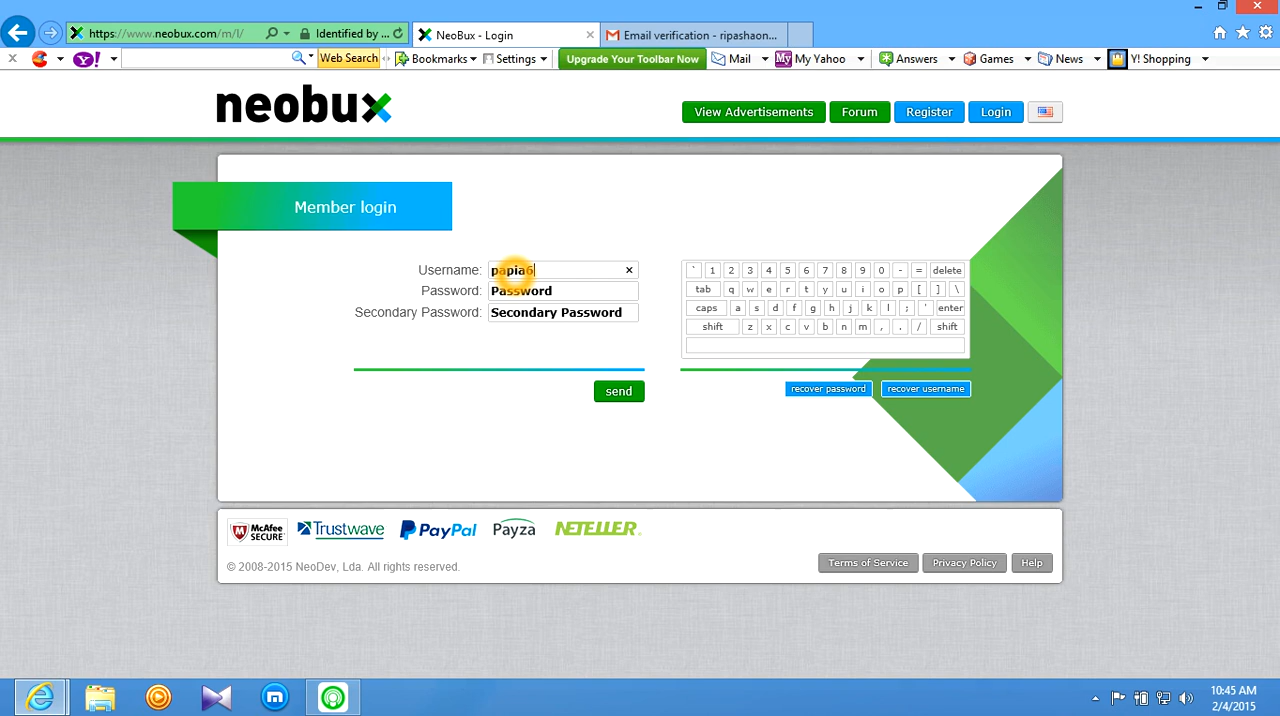 https://www.neobux.com/m/l/ Identified by ... NeoBux - Login Email verification - ripashaon...
Y! Web Search Bookmarks Settings Upgrade Your Toolbar Now Mail My My Yahoo Answers Games News Y! Shopping
neobux
View Advertisements Forum Register Login
Member login
Username: papia6
Password: Password
Secondary Password: Secondary Password
` 1 2 3 4 5 6 7 8 9 0 - = delete
tab q w e r t y u i o p [ ] \
caps a s d f g h j k l ; ' enter
shift z x c v b n m , . / shift
send
recover password recover username
McAfee SECURE Trustwave PayPal Payza NETELLER
© 2008-2015 NeoDev, Lda. All rights reserved.
Terms of Service Privacy Policy Help
10:45 AM
2/4/2015